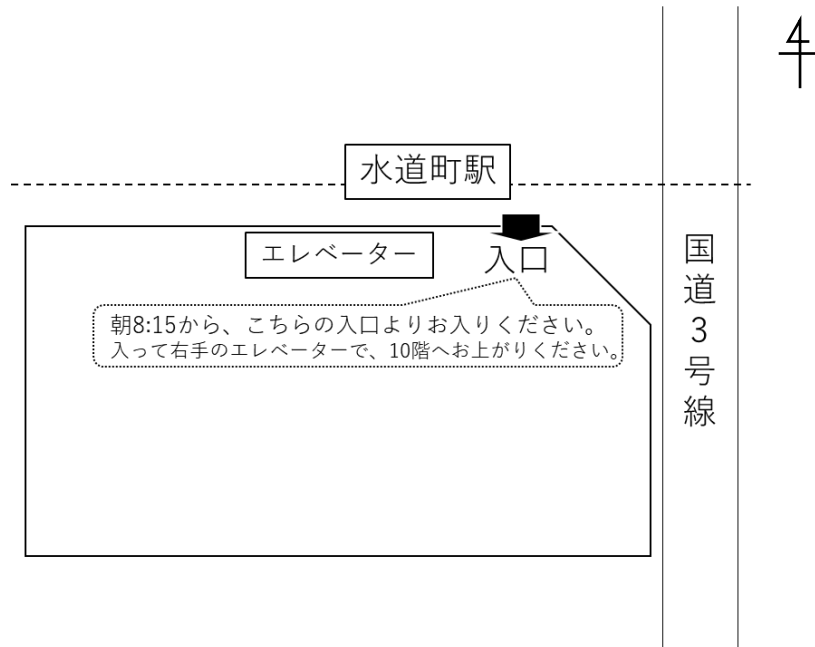 水道町駅
エレベーター
入口
朝8:15から、こちらの入口よりお入りください。
入って右手のエレベーターで、10階へお上がりください。
国道3号線